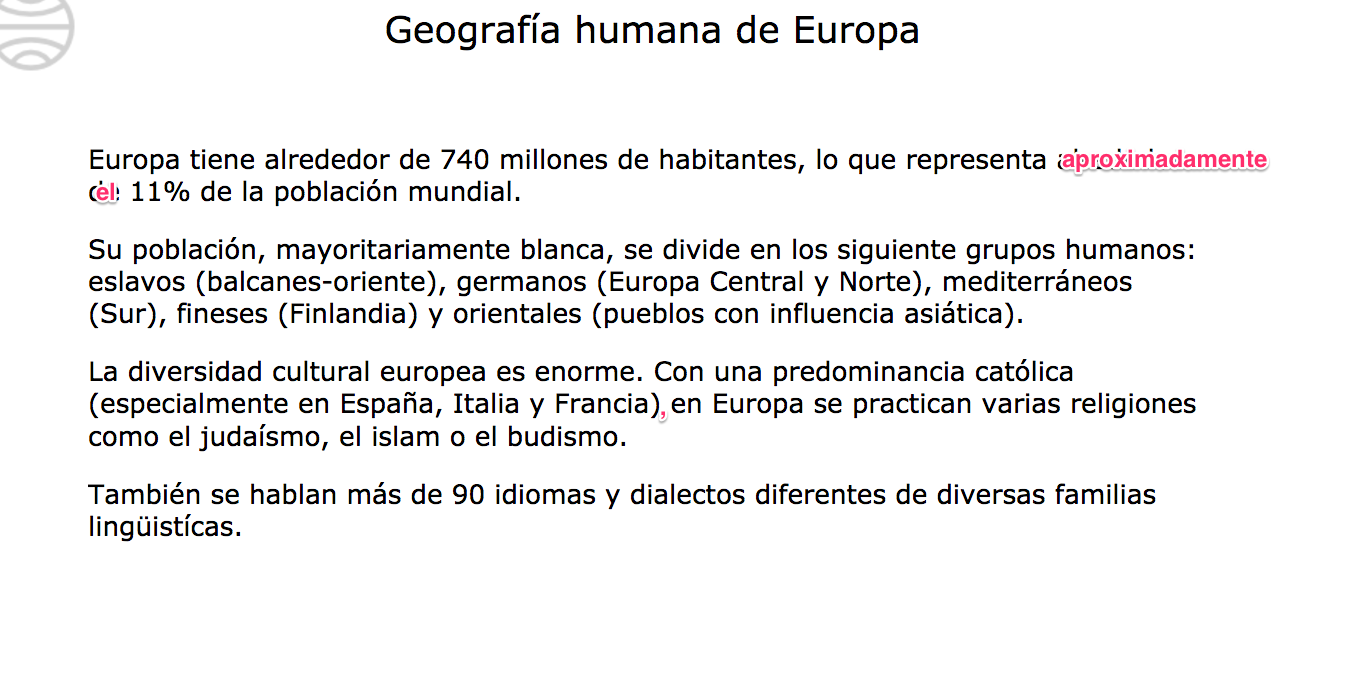 Geografía humana de Europa
Europa tiene alrededor de 740 millones de habitantes, lo que representa aproximadamente
el 11% de la población mundial.
Su población, mayoritariamente blanca, se divide en los siguiente grupos humanos:
eslavos (balcanes-oriente), germanos (Europa Central y Norte), mediterráneos
(Sur), fineses (Finlandia) y orientales (pueblos con influencia asiática).
La diversidad cultural europea es enorme. Con una predominancia católica
(especialmente en España, Italia y Francia), en Europa se practican varias religiones
como el judaísmo, el islam o el budismo.
También se hablan más de 90 idiomas y dialectos diferentes de diversas familias
lingüistícas.